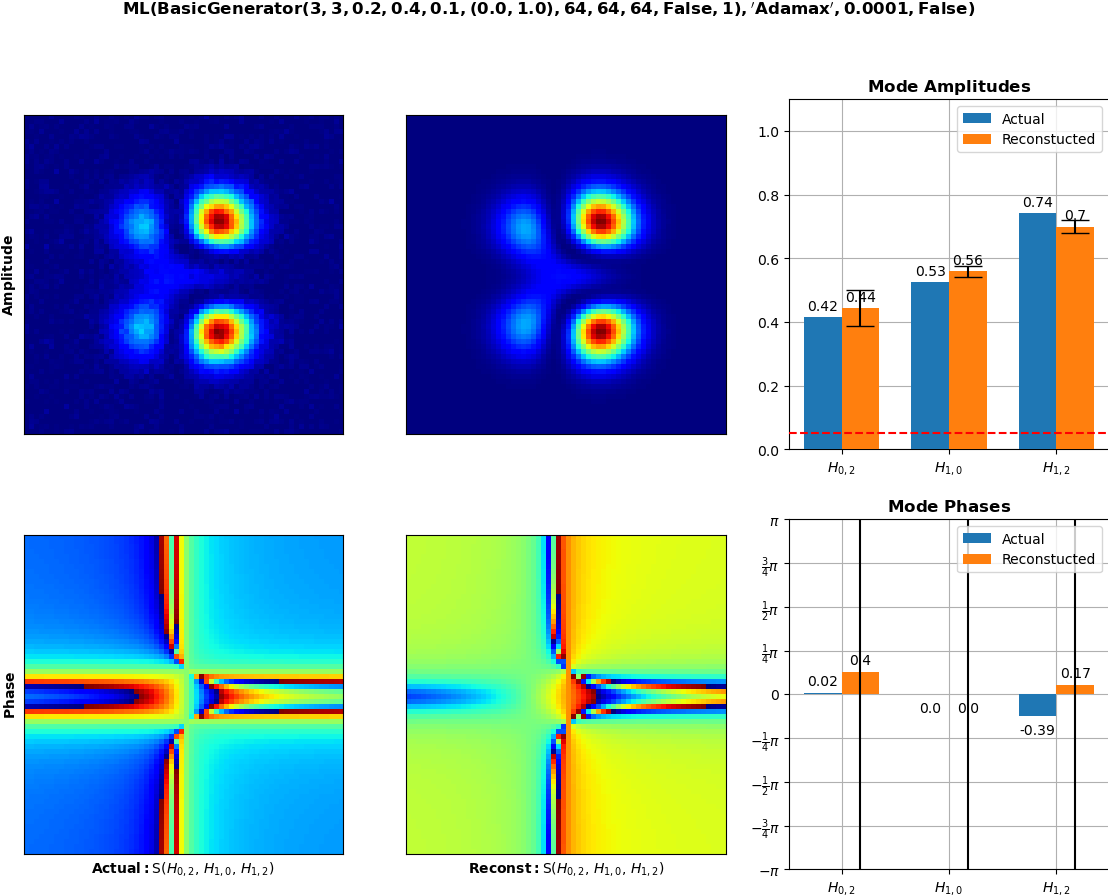 ML(BasicGenerator(3, 3, 0.2, 0.4, 0.1, (0.0, 1.0), 64, 64, 64, False, 1), ′Adamax′, 0.0001, False)
Amplitude
Mode Amplitudes
Actual
Reconstucted
1.0
0.8
0.6
0.4
0.2
0.0
0.42
0.44
0.53
0.56
0.74
0.7
H0, 2
H1, 0
H1, 2
Phase
Actual: S(H0, 2, H1, 0, H1, 2)
Reconst: S(H0, 2, H1, 0, H1, 2)
Mode Phases
Actual
Reconstucted
π
3/4π
1/2π
1/4π
0
−1/4π
−1/2π
−3/4π
−π
0.02
0.4
0.0
0.0
-0.39
0.17
H0, 2
H1, 0
H1, 2